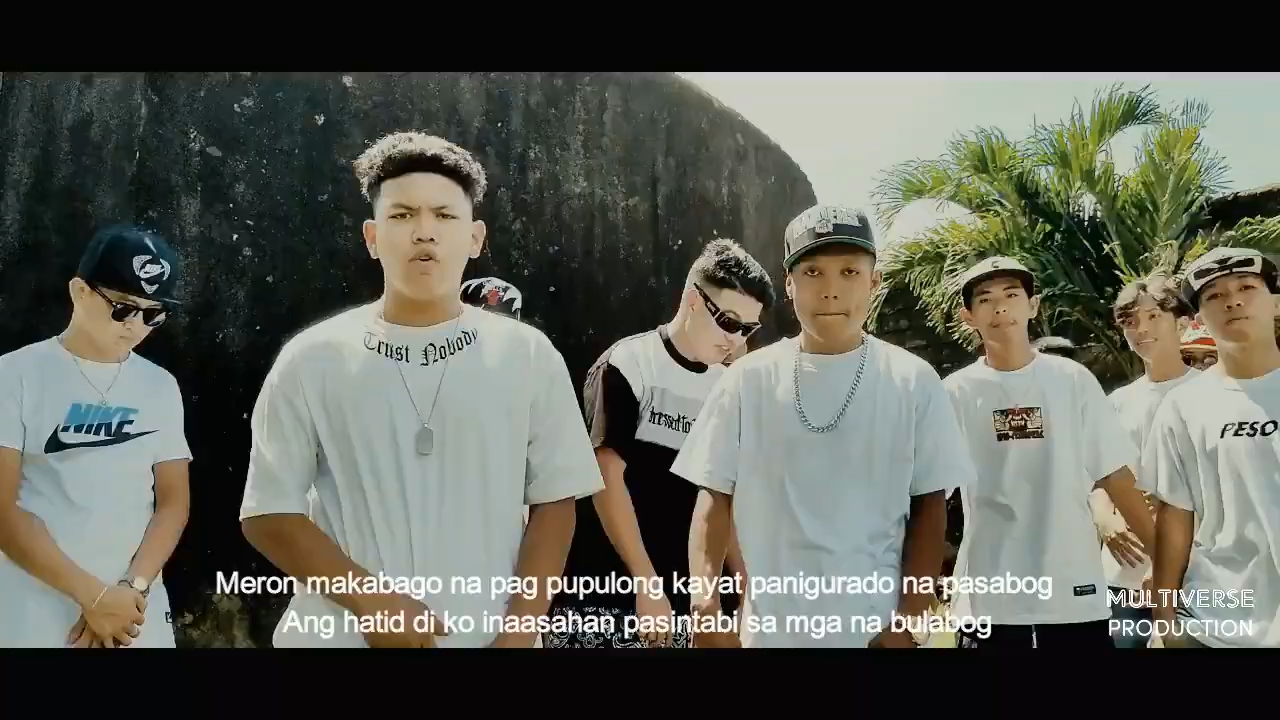 NIKE
Trust Nobody
PESO
Meron makabago na pag pupulong kayat panigurado na pasabog
Ang hatid di ko inaasahan pasintabi sa mga na bulabog
MULTIVERSE
PRODUCTION